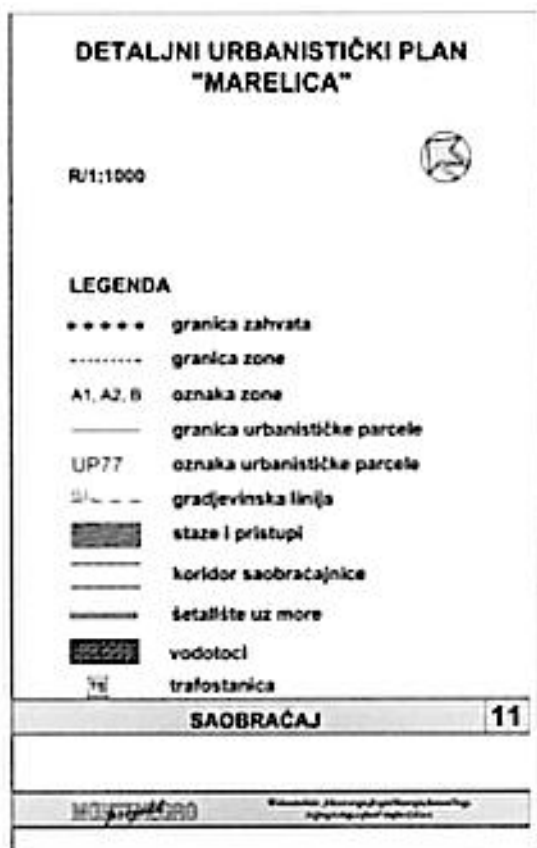 DETALJNI URBANISTIČKI PLAN
"MARELICA"
R/1:1000
LEGENDA
granica zahvata
granica zone
A1, A2, B oznaka zone
granica urbanističke parcele
UP77 oznaka urbanističke parcele
gradjevinska linija
staze i pristupi
koridor saobraćajnice
šetalište uz more
vodotoci
trafostanica
SAOBRAĆAJ 11